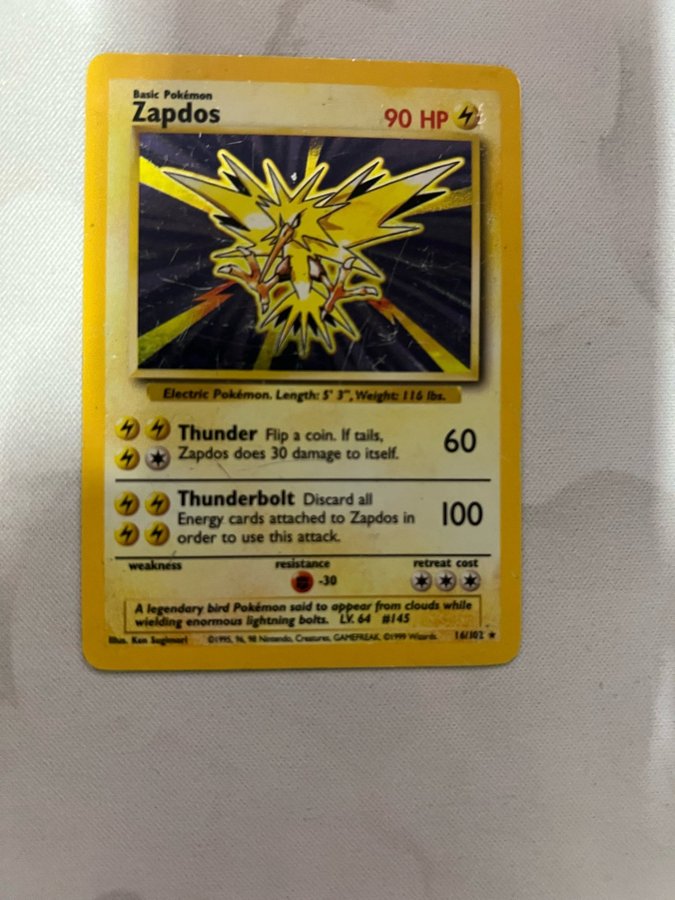 Basic Pokémon
Zapdos
90 HP
Electric Pokémon. Length: 5' 3", Weight: 116 lbs.
Thunder Flip a coin. If tails,
Zapdos does 30 damage to itself.
60
Thunderbolt Discard all
Energy cards attached to Zapdos in
order to use this attack.
100
weakness resistance retreat cost
-30
A legendary bird Pokémon said to appear from clouds while
wielding enormous lightning bolts. LV. 64 #145
Illus. Ken Sugimori ©1995, 96, 98 Nintendo, Creatures, GAMEFREAK. ©1999 Wizards. 16/102 ★